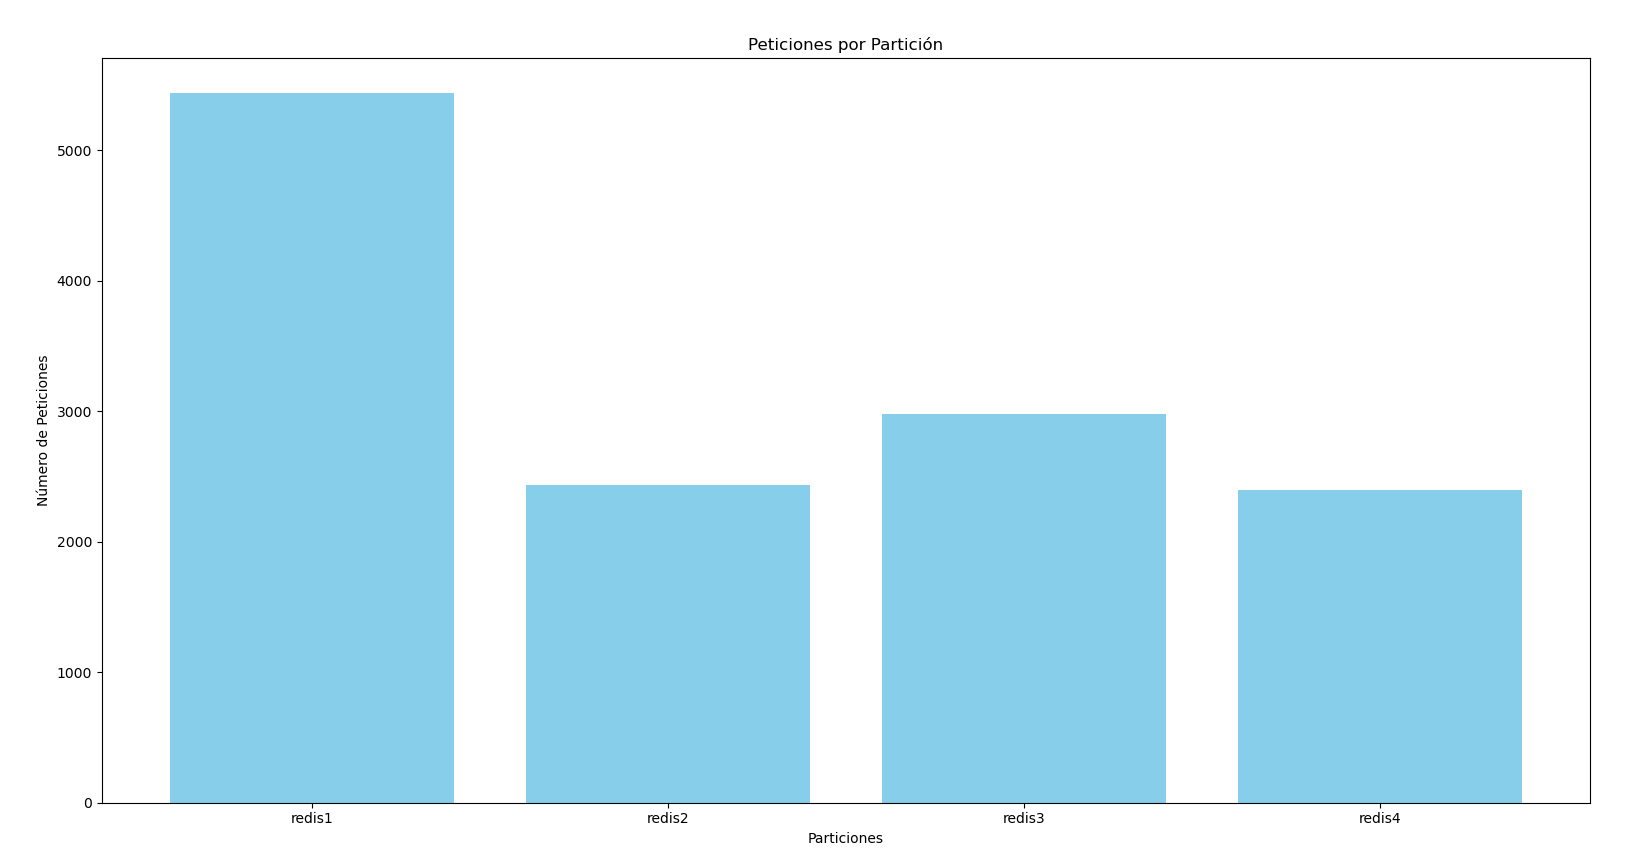 Peticiones por Partición
5000
4000
3000
2000
1000
0
Número de Peticiones
redis1
redis2
redis3
redis4
Particiones